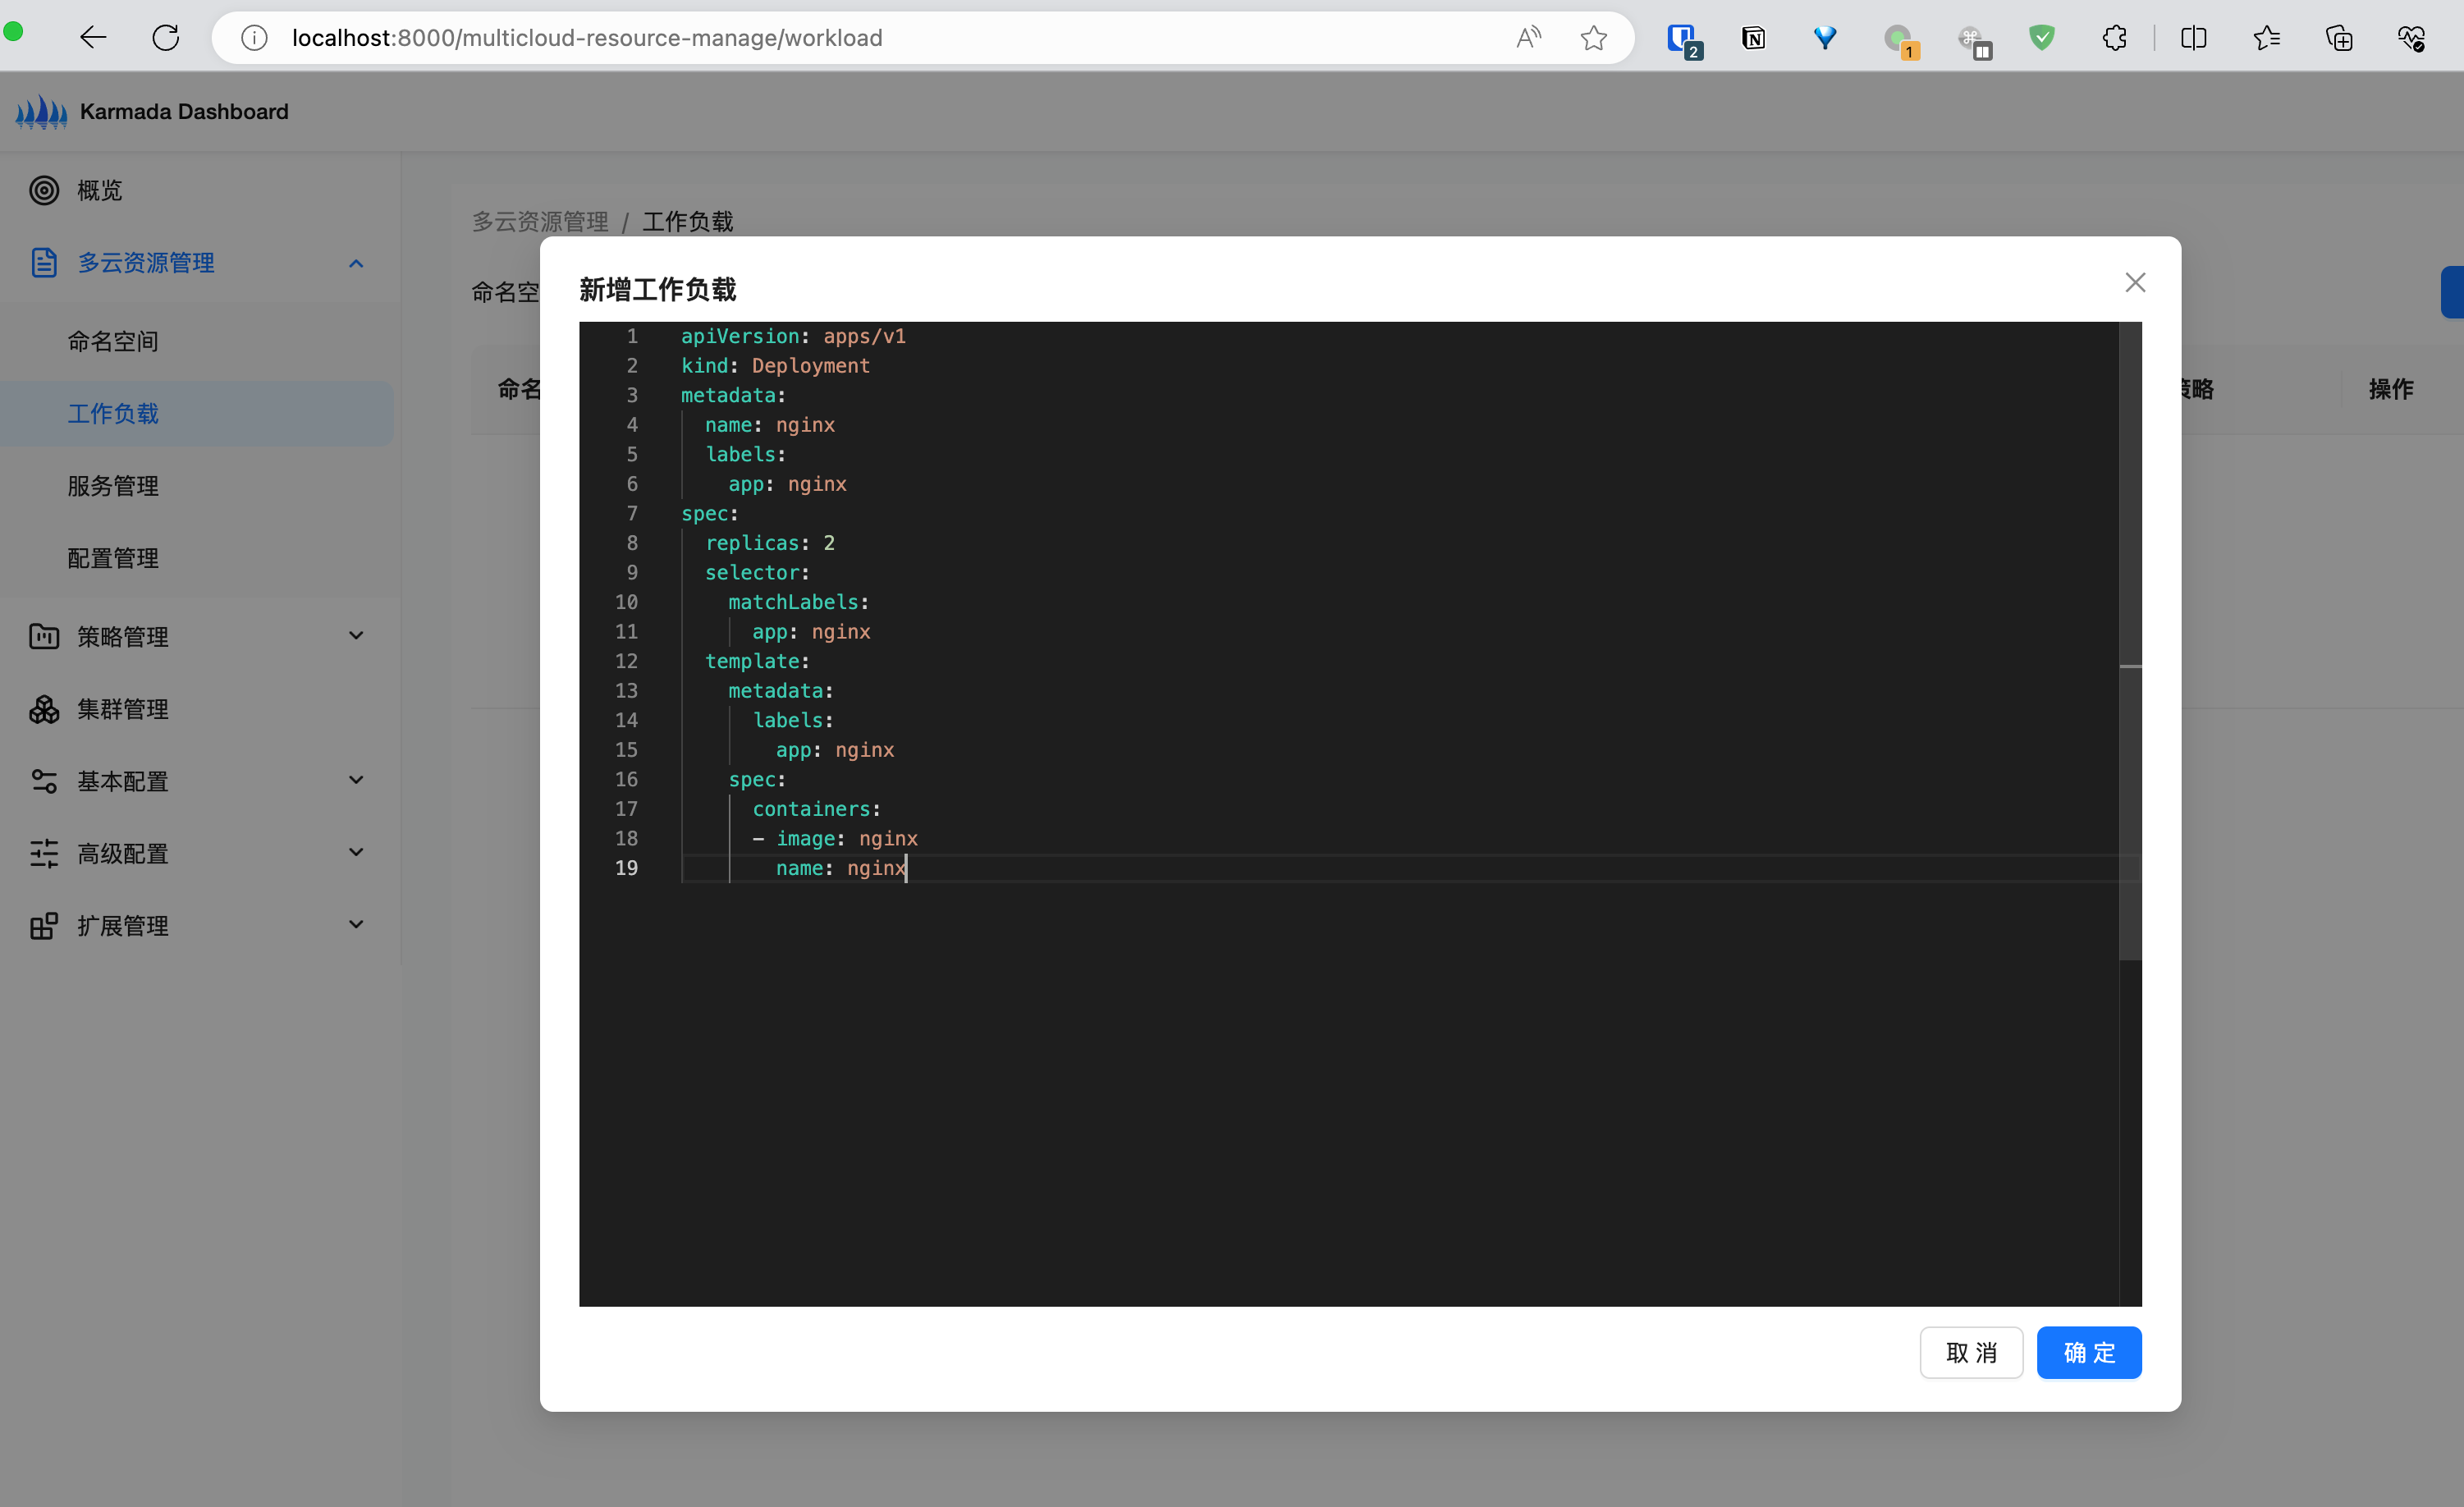 localhost:8000/multicloud-resource-manage/workload
2
1
Karmada Dashboard
概览
多云资源管理
命名空间
工作负载
服务管理
配置管理
策略管理
集群管理
基本配置
高级配置
扩展管理
多云资源管理 / 工作负载
命名空
命名
策略
操作
新增工作负载
1 apiVersion: apps/v1
2 kind: Deployment
3 metadata:
4   name: nginx
5   labels:
6     app: nginx
7 spec:
8   replicas: 2
9   selector:
10     matchLabels:
11       app: nginx
12   template:
13     metadata:
14       labels:
15         app: nginx
16     spec:
17       containers:
18       - image: nginx
19         name: nginx
取 消
确 定